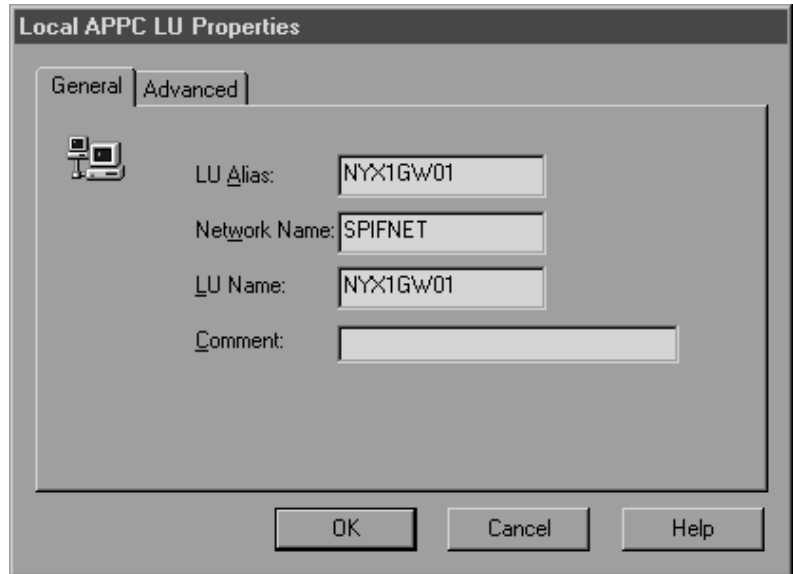 Local APPC LU Properties
General Advanced
LU Alias: NYX1GW01
Network Name: SPIFNET
LU Name: NYX1GW01
Comment:
OK Cancel Help